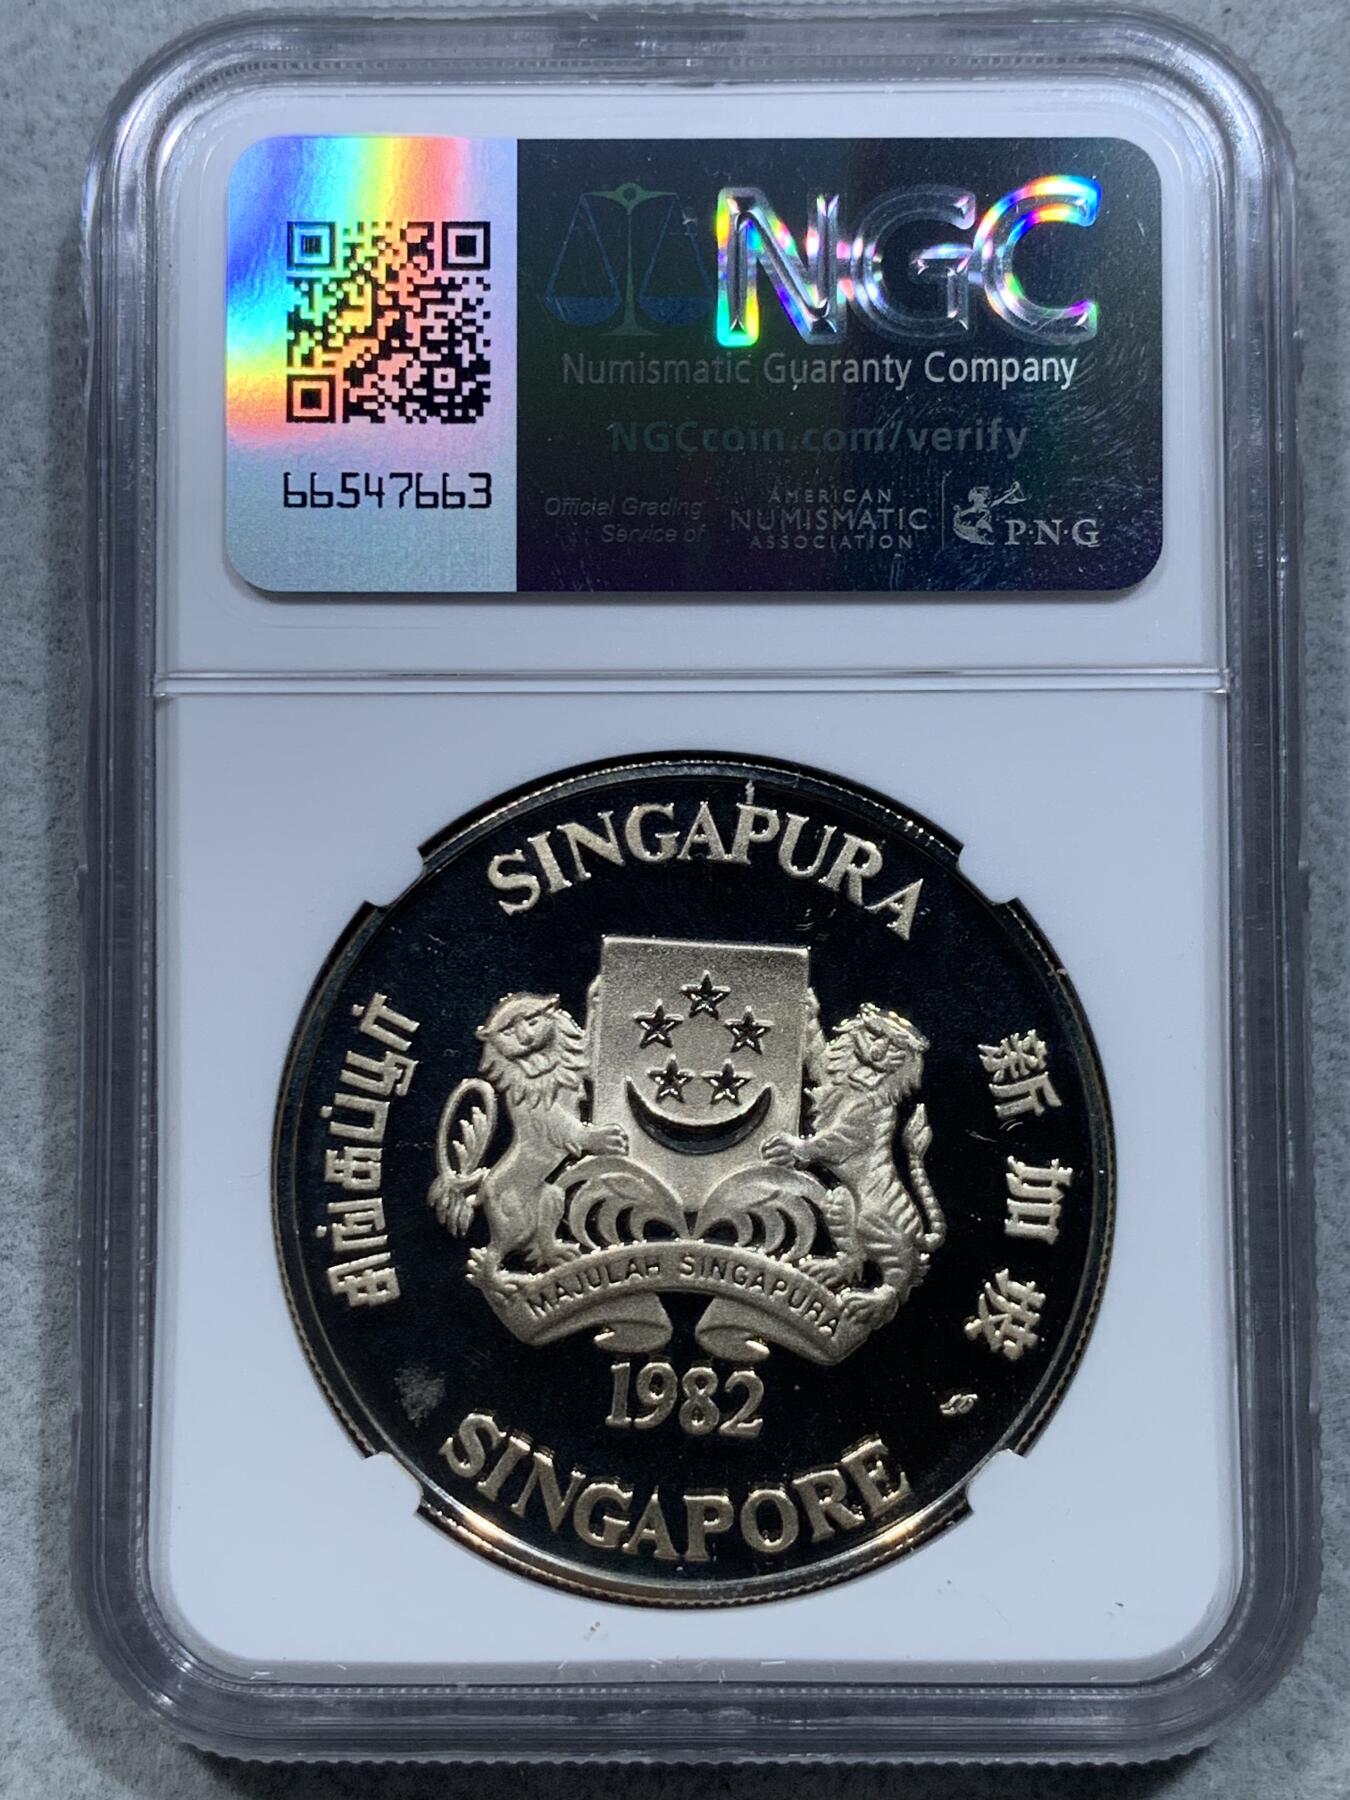 NGC
Numismatic Guaranty Company
NGCcoin.com/verify
66547663
Official Grading
Service of
AMERICAN
NUMISMATIC
ASSOCIATION
P·N·G
SINGAPURA
சிங்கப்பூர்
新加坡
MAJULAH SINGAPURA
1982
SINGAPORE